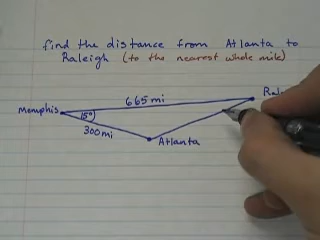 find the distance from Atlanta to
Raleigh (to the nearest whole mile)
665 mi
Memphis
15°
300 mi
Atlanta